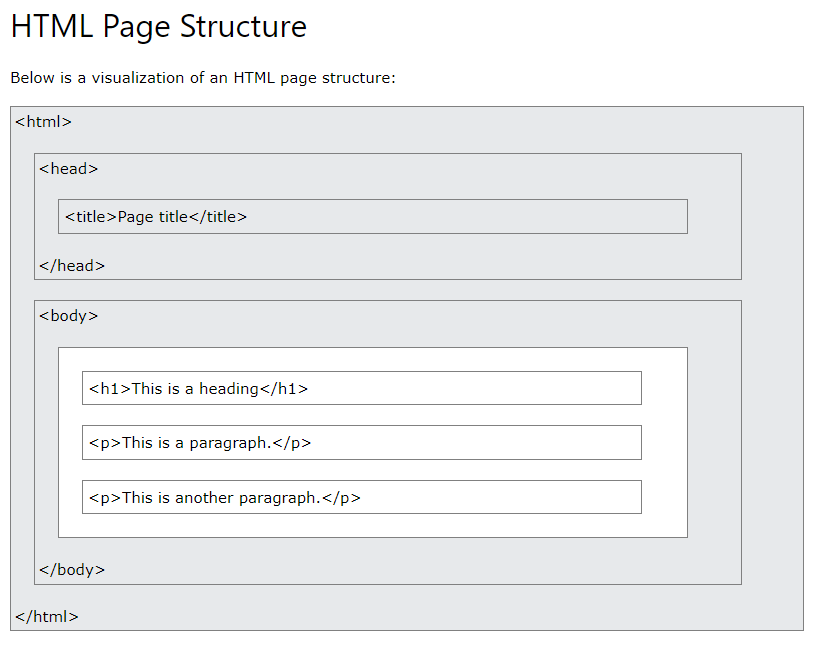 HTML Page Structure
Below is a visualization of an HTML page structure:
<html>
<head>
<title>Page title</title>
</head>
<body>
<h1>This is a heading</h1>
<p>This is a paragraph.</p>
<p>This is another paragraph.</p>
</body>
</html>